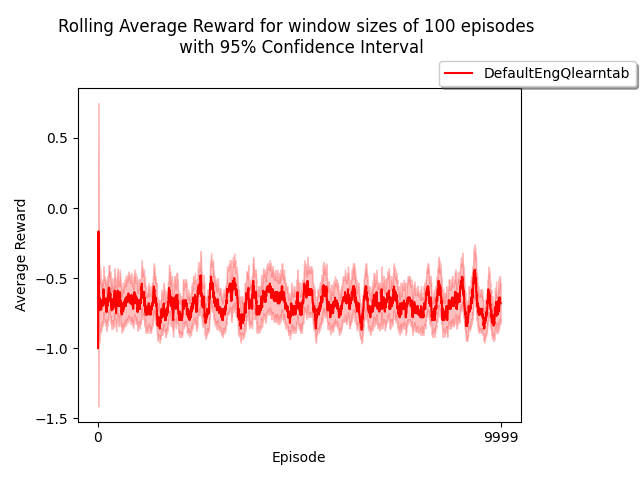 Rolling Average Reward for window sizes of 100 episodes
with 95% Confidence Interval
DefaultEngQlearntab
0.5
0.0
−0.5
−1.0
−1.5
Average Reward
0 9999
Episode